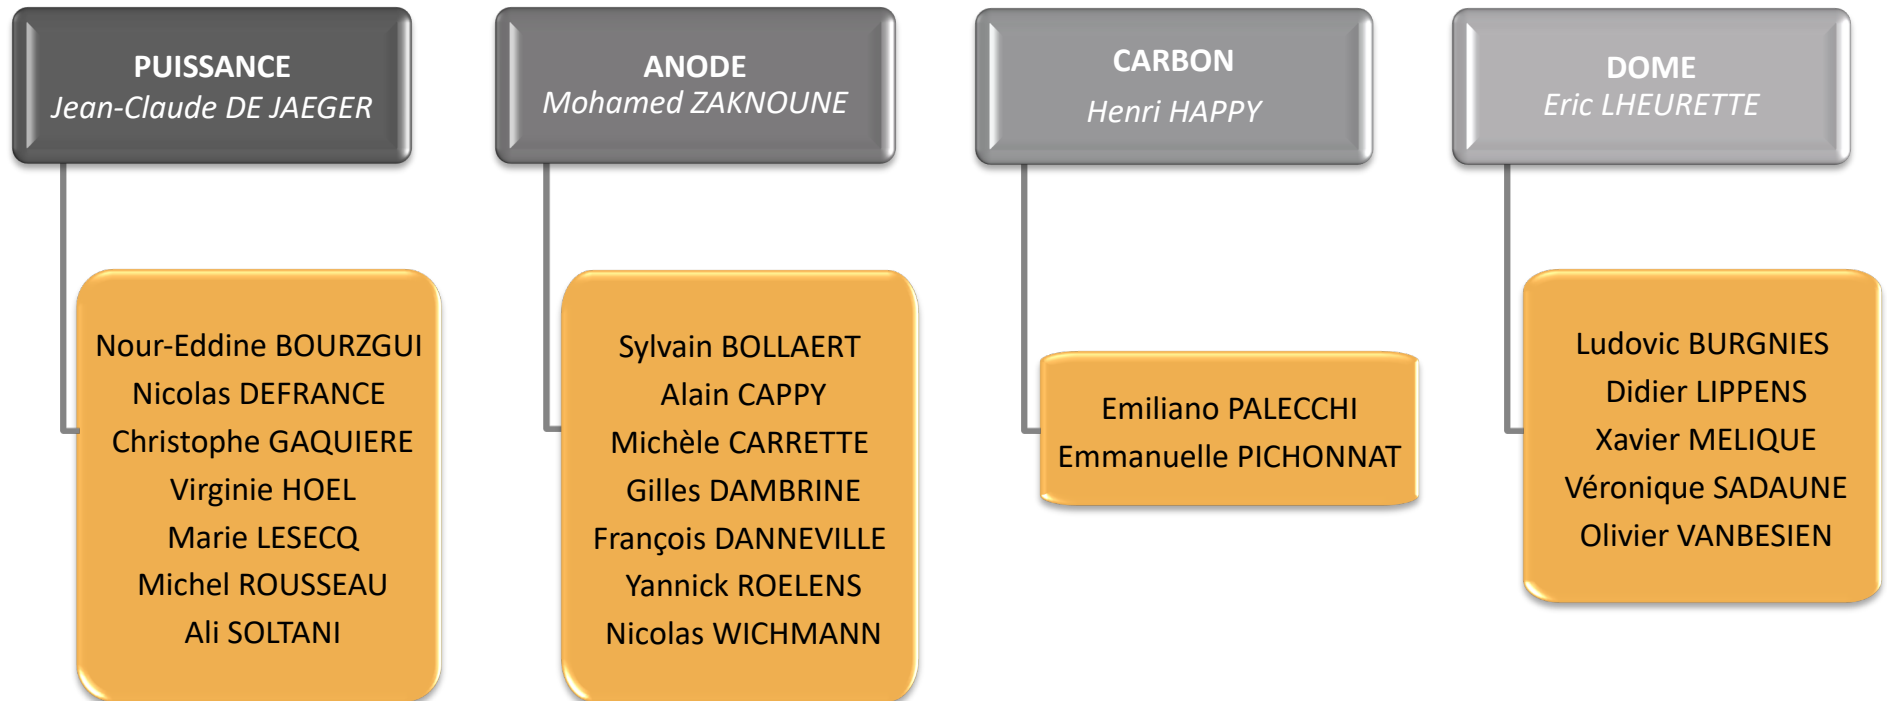 PUISSANCE
Jean-Claude DE JAEGER
Nour-Eddine BOURZGUI
Nicolas DEFRANCE
Christophe GAQUIERE
Virginie HOEL
Marie LESECQ
Michel ROUSSEAU
Ali SOLTANI
ANODE
Mohamed ZAKNOUNE
Sylvain BOLLAERT
Alain CAPPY
Michèle CARRETTE
Gilles DAMBRINE
François DANNEVILLE
Yannick ROELENS
Nicolas WICHMANN
CARBON
Henri HAPPY
Emiliano PALECCHI
Emmanuelle PICHONNAT
DOME
Eric LHEURETTE
Ludovic BURGNIES
Didier LIPPENS
Xavier MELIQUE
Véronique SADAUNE
Olivier VANBESIEN